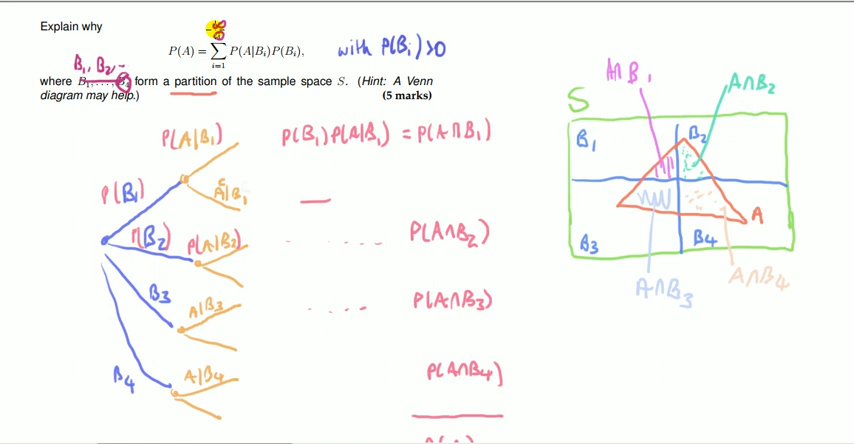 Explain why
∞
P(A) = ∑ P(A|Bi)P(Bi), with P(Bi)>0
i=1
B1, B2, ..
where B1, ..., form a partition of the sample space S. (Hint: A Venn
diagram may help.) (5 marks)
P(A|B1) P(B1)P(A|B1) = P(A∩B1)
P(B1) Ā|B1
P(B2) P(A|B2) ...... P(A∩B2)
B3 A|B3 ..... P(A∩B3)
B4 A|B4 P(A∩B4)
S A∩B1 A∩B2
B1 B2
A
B3 B4
A∩B3 A∩B4